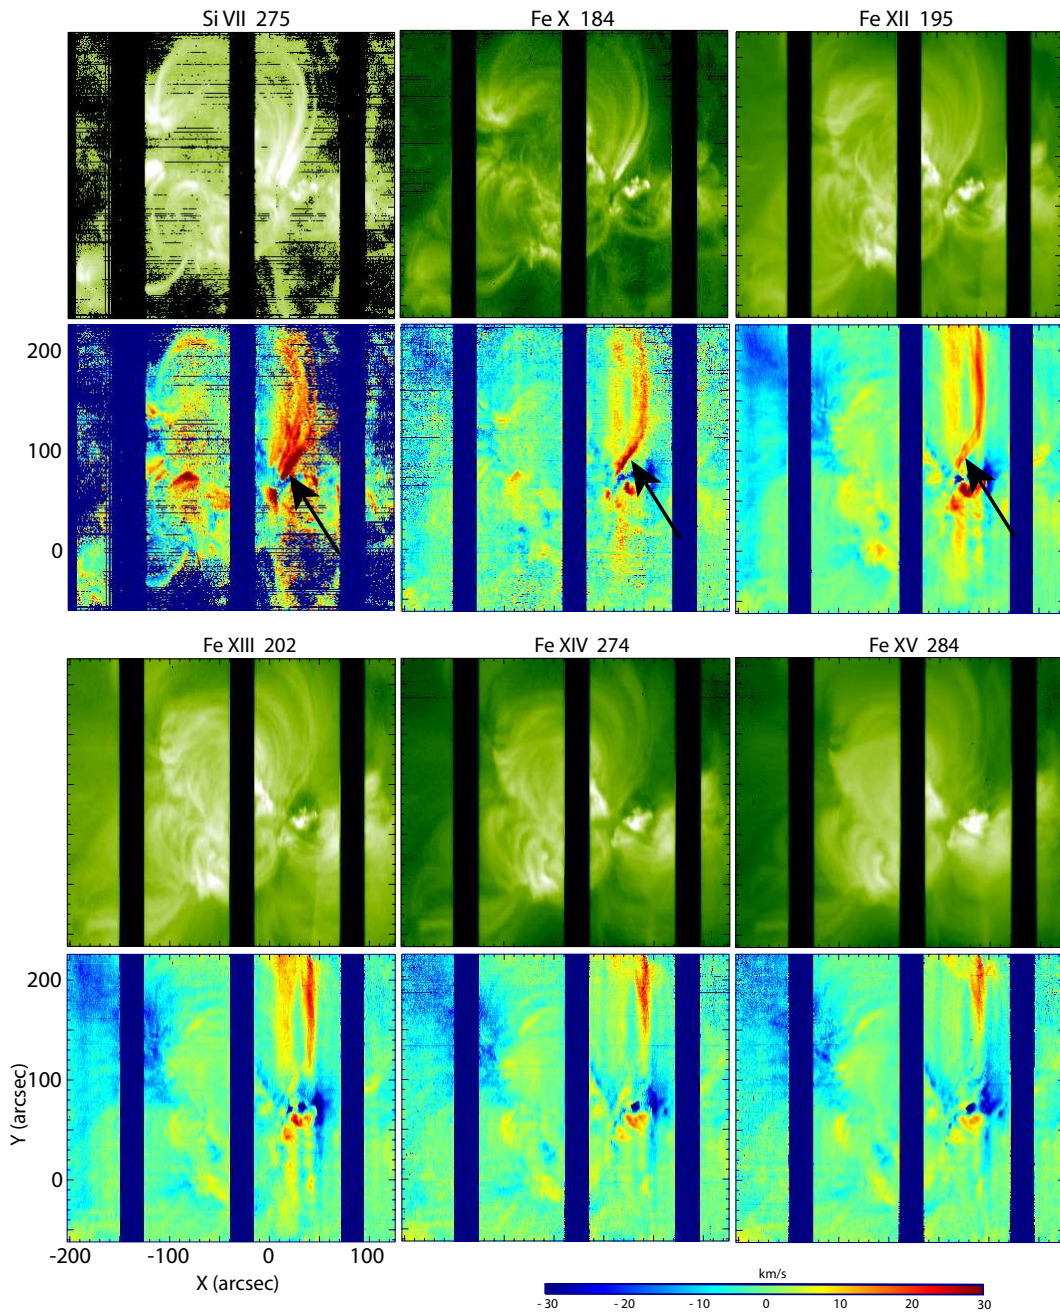 Si VII 275
Fe X 184
Fe XII 195
200
100
0
Fe XIII 202
Fe XIV 274
Fe XV 284
200
100
0
Y (arcsec)
-200 -100 0 100
X (arcsec)
km/s
- 30 - 20 - 10 0 10 20 30